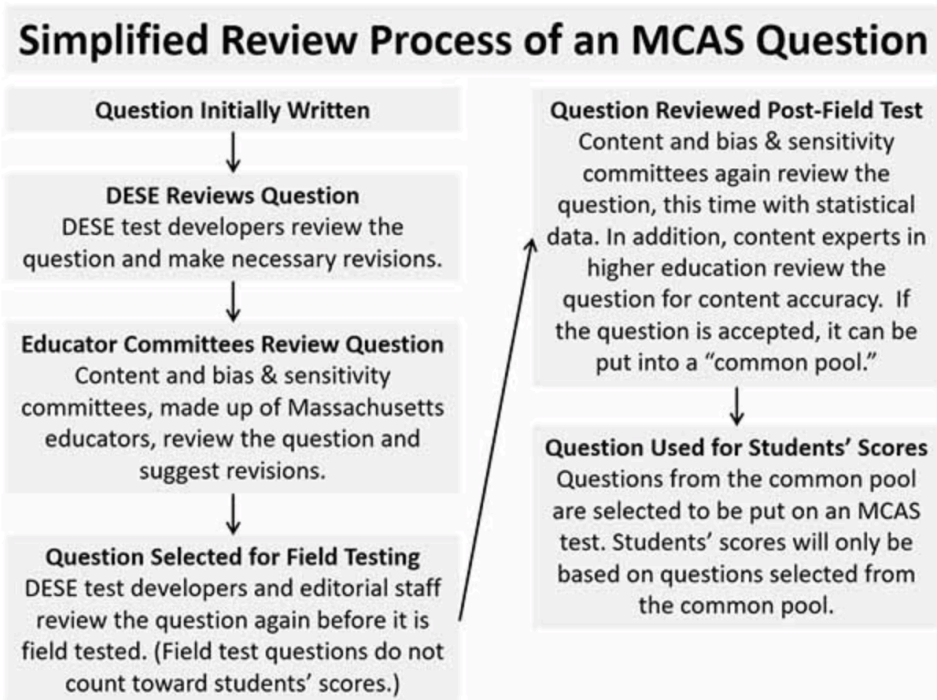 Simplified Review Process of an MCAS Question
Question Initially Written
DESE Reviews Question
DESE test developers review the
question and make necessary revisions.
Educator Committees Review Question
Content and bias & sensitivity
committees, made up of Massachusetts
educators, review the question and
suggest revisions.
Question Selected for Field Testing
DESE test developers and editorial staff
review the question again before it is
field tested. (Field test questions do not
count toward students’ scores.)
Question Reviewed Post-Field Test
Content and bias & sensitivity
committees again review the
question, this time with statistical
data. In addition, content experts in
higher education review the
question for content accuracy.  If
the question is accepted, it can be
put into a “common pool.”
Question Used for Students’ Scores
Questions from the common pool
are selected to be put on an MCAS
test. Students’ scores will only be
based on questions selected from
the common pool.